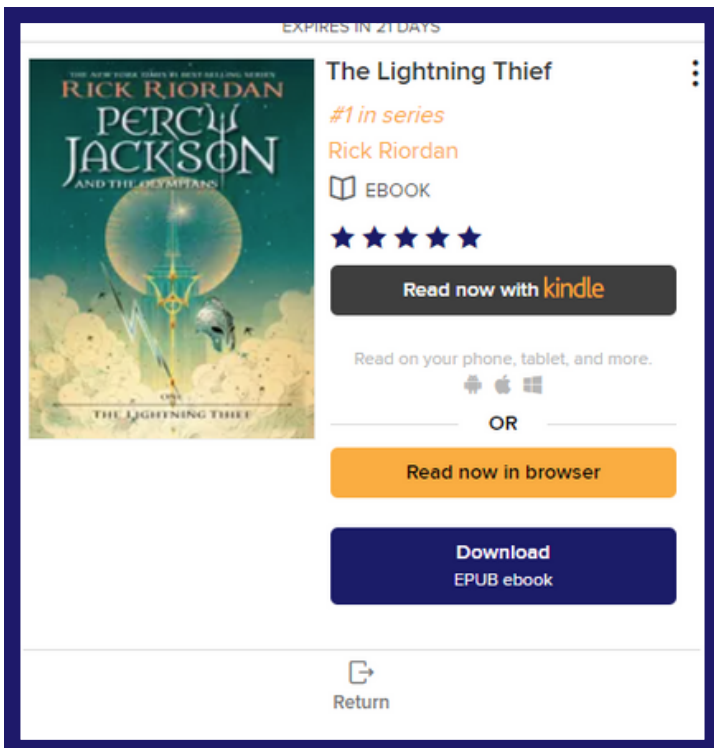 EXPIRES IN 21 DAYS
THE NEW YORK TIMES BEST-SELLING SERIES
RICK RIORDAN
PERCY
JACKSON
AND THE OLYMPIANS
ONE
THE LIGHTNING THIEF
The Lightning Thief
#1 in series
Rick Riordan
EBOOK
Read now with kindle
Read on your phone, tablet, and more.
OR
Read now in browser
Download
EPUB ebook
Return